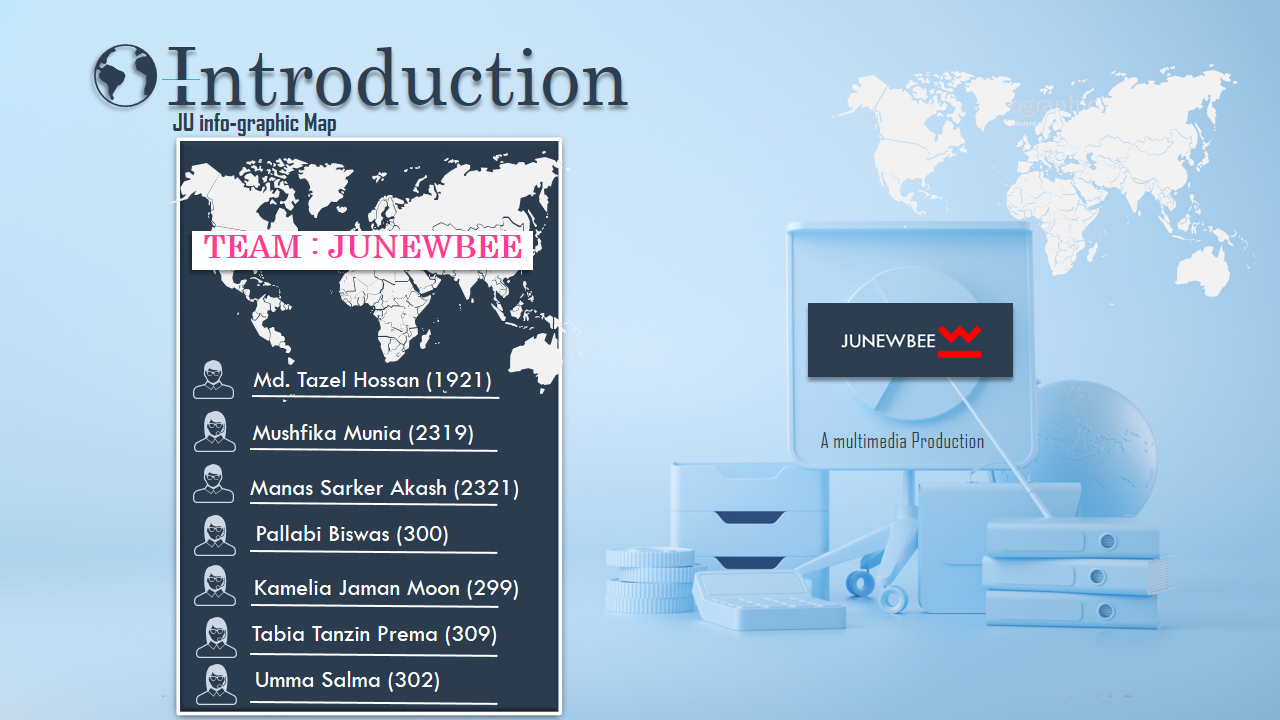 Introduction
JU info-graphic Map
TEAM : JUNEWBEE
Md. Tazel Hossan (1921)
Mushfika Munia (2319)
Manas Sarker Akash (2321)
Pallabi Biswas (300)
Kamelia Jaman Moon (299)
Tabia Tanzin Prema (309)
Umma Salma (302)
JUNEWBEE
A multimedia Production